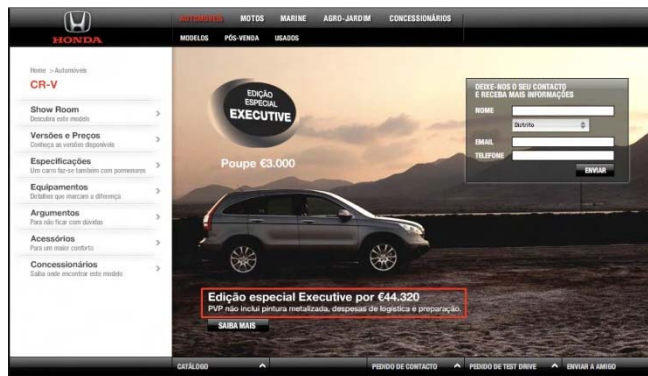 HONDA
AUTOMÓVEIS MOTOS MARINE AGRO-JARDIM CONCESSIONÁRIOS
MODELOS PÓS-VENDA USADOS
Home > Automóveis
CR-V
Show Room
Descubra este modelo
Versões e Preços
Conheça as versões disponíveis
Especificações
Um carro faz-se também com pormenores
Equipamentos
Detalhes que marcam a diferença
Argumentos
Para não ficar com dúvidas
Acessórios
Para um maior conforto
Concessionários
Saiba onde encontrar este modelo
EDIÇÃO
ESPECIAL
EXECUTIVE
Poupe €3.000
DEIXE-NOS O SEU CONTACTO
E RECEBA MAIS INFORMAÇÕES
NOME
Distrito
EMAIL
TELEFONE
ENVIAR
Edição especial Executive por €44.320
PVP não inclui pintura metalizada, despesas de logística e preparação.
SAIBA MAIS
CATÁLOGO PEDIDO DE CONTACTO PEDIDO DE TEST DRIVE ENVIAR A AMIGO